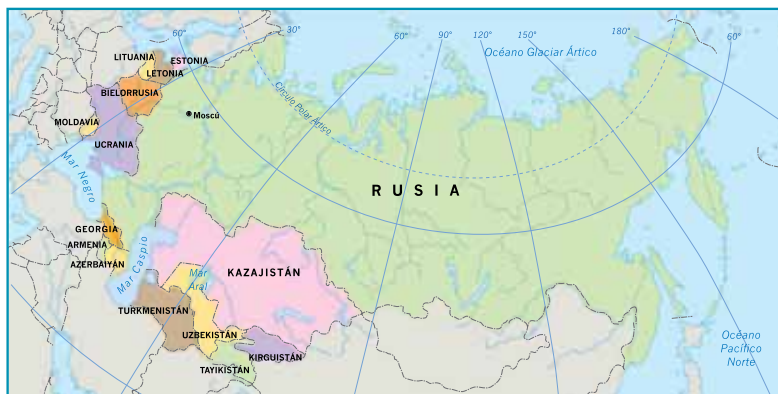 60°
30°
60°
90°
120°
150°
180°
60°
Océano Glaciar Ártico
Círculo Polar Ártico
LITUANIA
ESTONIA
LETONIA
BIELORRUSIA
Moscú
MOLDAVIA
UCRANIA
Mar Negro
RUSIA
GEORGIA
ARMENIA
AZERBAIYÁN
Mar Caspio
KAZAJISTÁN
Mar
Aral
TURKMENISTÁN
UZBEKISTÁN
KIRGUISTÁN
TAYIKISTÁN
Océano
Pacífico
Norte